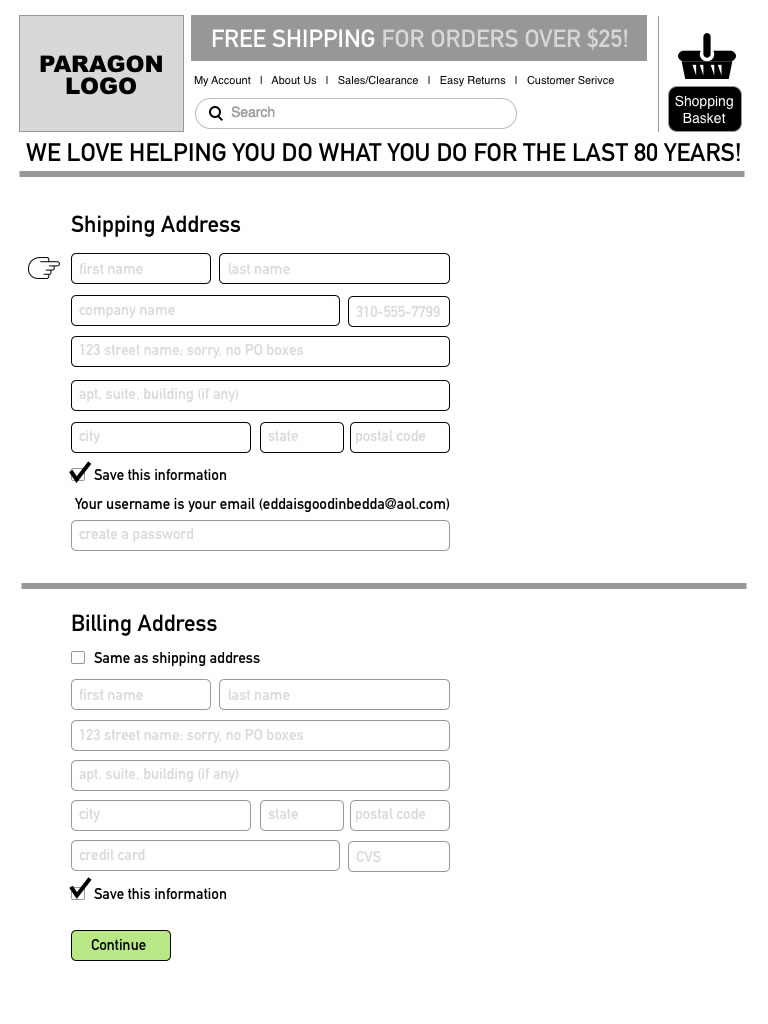 PARAGON
LOGO
FREE SHIPPING FOR ORDERS OVER $25!
My Account | About Us | Sales/Clearance | Easy Returns | Customer Serivce
Search
Shopping
Basket
WE LOVE HELPING YOU DO WHAT YOU DO FOR THE LAST 80 YEARS!
Shipping Address
first name last name
company name 310-555-7799
123 street name; sorry, no PO boxes
apt, suite, building (if any)
city state postal code
Save this information
Your username is your email (eddaisgoodinbedda@aol.com)
create a password
Billing Address
Same as shipping address
first name last name
123 street name; sorry, no PO boxes
apt, suite, building (if any)
city state postal code
credit card CVS
Save this information
Continue